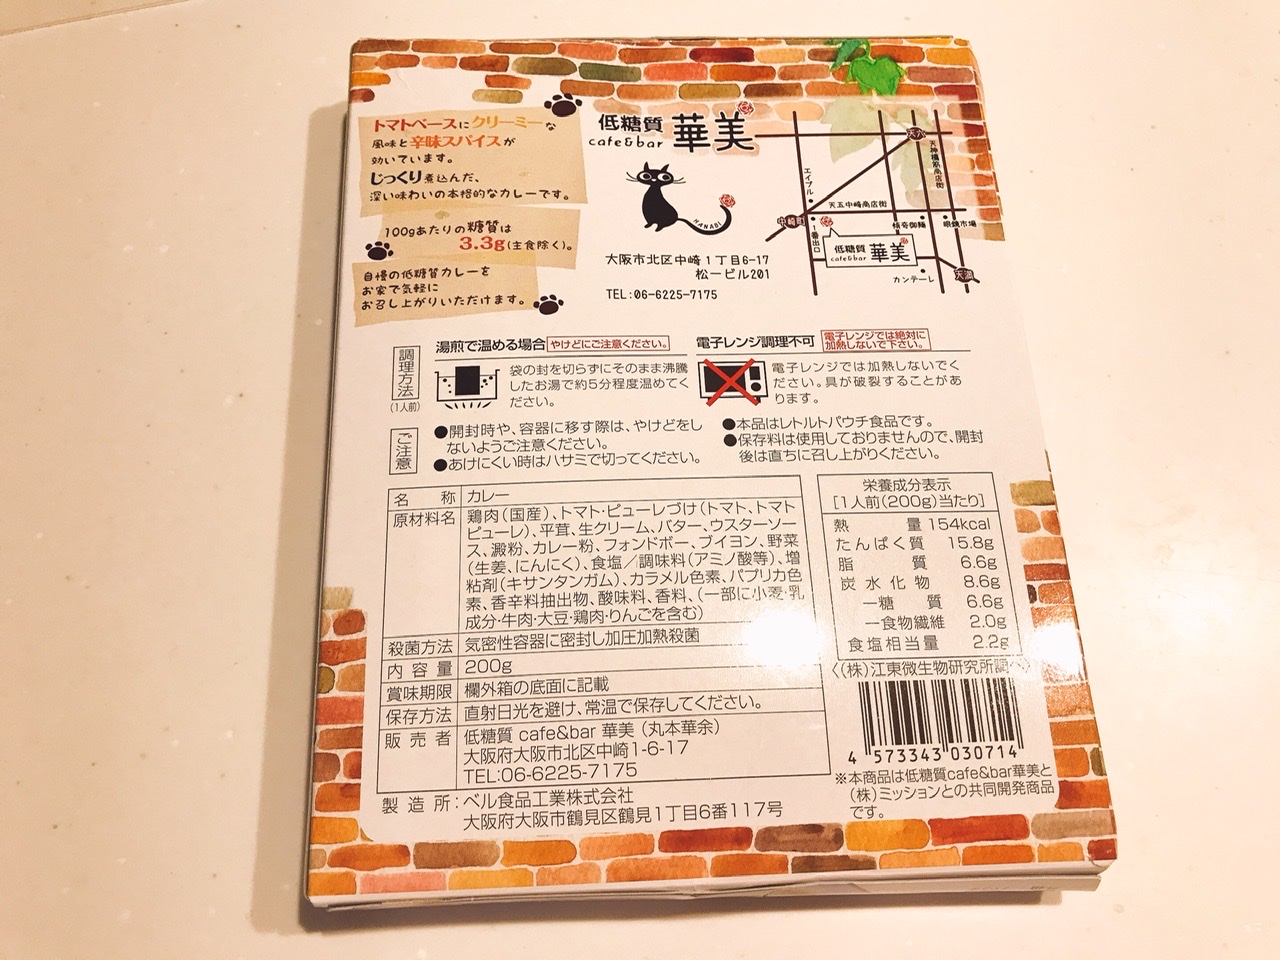 トマトベースにクリーミーな
風味と辛味スパイスが
効いています。
じっくり煮込んだ、
深い味わいの本格的なカレーです。
100gあたりの糖質は
3.3g(主食除く)。
自慢の低糖質カレーを
お家で気軽に
お召し上がりいただけます。
低糖質
cafe&bar 華美
HANABI
大阪市北区中崎1丁目6-17
松一ビル201
TEL:06-6225-7175
天六
天神橋筋商店街
エイブル
天五中崎商店街
中崎町
1番出口
眼鏡市場
低糖質
cafe&bar 華美
カンテーレ
天満
調理方法
(1人前)
湯煎で温める場合 やけどにご注意ください。
袋の封を切らずにそのまま沸騰
したお湯で約5分程度温めてく
ださい。
電子レンジ調理不可 電子レンジでは絶対に
加熱しないで下さい。
電子レンジでは加熱しないでく
ださい。具が破裂することがあ
ります。
ご注意
●開封時や、容器に移す際は、やけどをし
ないようご注意ください。
●あけにくい時はハサミで切ってください。
●本品はレトルトパウチ食品です。
●保存料は使用しておりませんので、開封
後は直ちに召し上がりください。
名称 カレー
原材料名 鶏肉(国産)、トマト・ピューレづけ(トマト、トマト
ピューレ)、平茸、生クリーム、バター、ウスターソー
ス、澱粉、カレー粉、フォンドボー、ブイヨン、野菜
(生姜、にんにく)、食塩/調味料(アミノ酸等)、増
粘剤(キサンタンガム)、カラメル色素、パプリカ色
素、香辛料抽出物、酸味料、香料、(一部に小麦・乳
成分・牛肉・大豆・鶏肉・りんごを含む)
殺菌方法 気密性容器に密封し加圧加熱殺菌
内容量 200g
賞味期限 欄外箱の底面に記載
保存方法 直射日光を避け、常温で保存してください。
販売者 低糖質 cafe&bar 華美 (丸本華余)
大阪府大阪市北区中崎1-6-17
TEL:06-6225-7175
製造所:ベル食品工業株式会社
大阪府大阪市鶴見区鶴見1丁目6番117号
栄養成分表示
[1人前(200g)当たり]
熱量 154kcal
たんぱく質 15.8g
脂質 6.6g
炭水化物 8.6g
-糖質 6.6g
-食物繊維 2.0g
食塩相当量 2.2g
〈(株)江東微生物研究所調べ〉
4 573343 030714
※本商品は低糖質cafe&bar華美と
(株)ミッションとの共同開発商品
です。